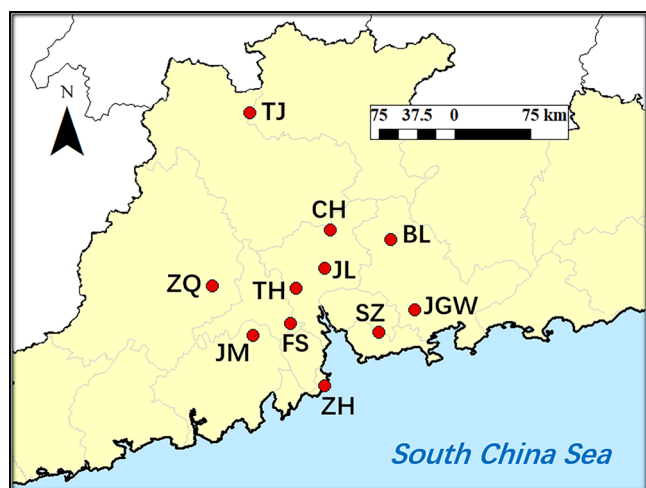 N
TJ
75 37.5 0 75 km
CH
BL
JL
ZQ
TH
JGW
SZ
FS
JM
ZH
South China Sea